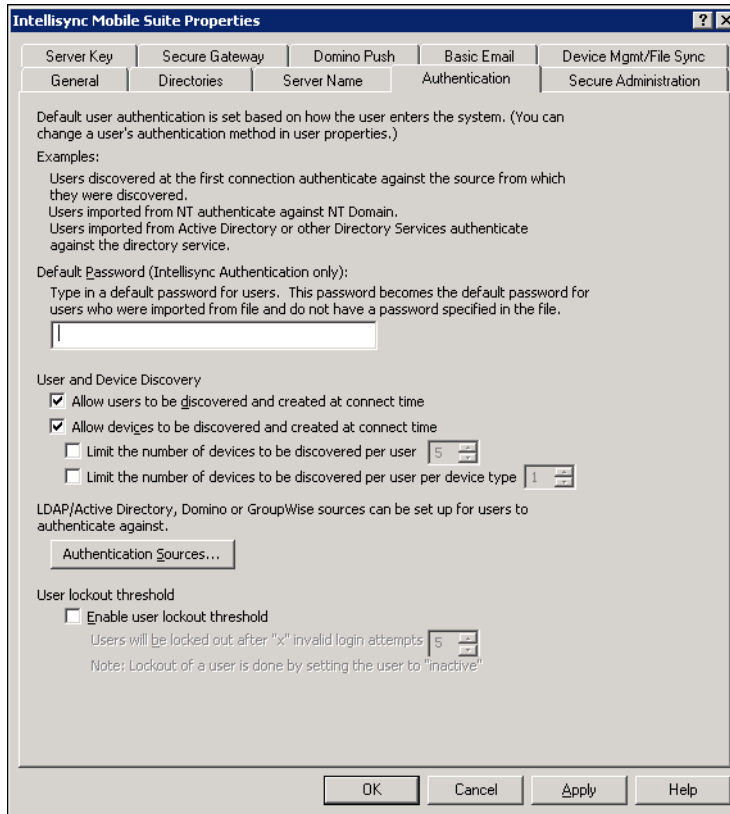 Intellisync Mobile Suite Properties
Server Key
Secure Gateway
Domino Push
Basic Email
Device Mgmt/File Sync
General
Directories
Server Name
Authentication
Secure Administration
Default user authentication is set based on how the user enters the system. (You can
change a user's authentication method in user properties.)
Examples:
Users discovered at the first connection authenticate against the source from which
they were discovered.
Users imported from NT authenticate against NT Domain.
Users imported from Active Directory or other Directory Services authenticate
against the directory service.
Default Password (Intellisync Authentication only):
Type in a default password for users. This password becomes the default password for
users who were imported from file and do not have a password specified in the file.
User and Device Discovery
Allow users to be discovered and created at connect time
Allow devices to be discovered and created at connect time
Limit the number of devices to be discovered per user 5
Limit the number of devices to be discovered per user per device type 1
LDAP/Active Directory, Domino or GroupWise sources can be set up for users to
authenticate against.
Authentication Sources...
User lockout threshold
Enable user lockout threshold
Users will be locked out after "x" invalid login attempts 5
Note: Lockout of a user is done by setting the user to "inactive"
OK
Cancel
Apply
Help